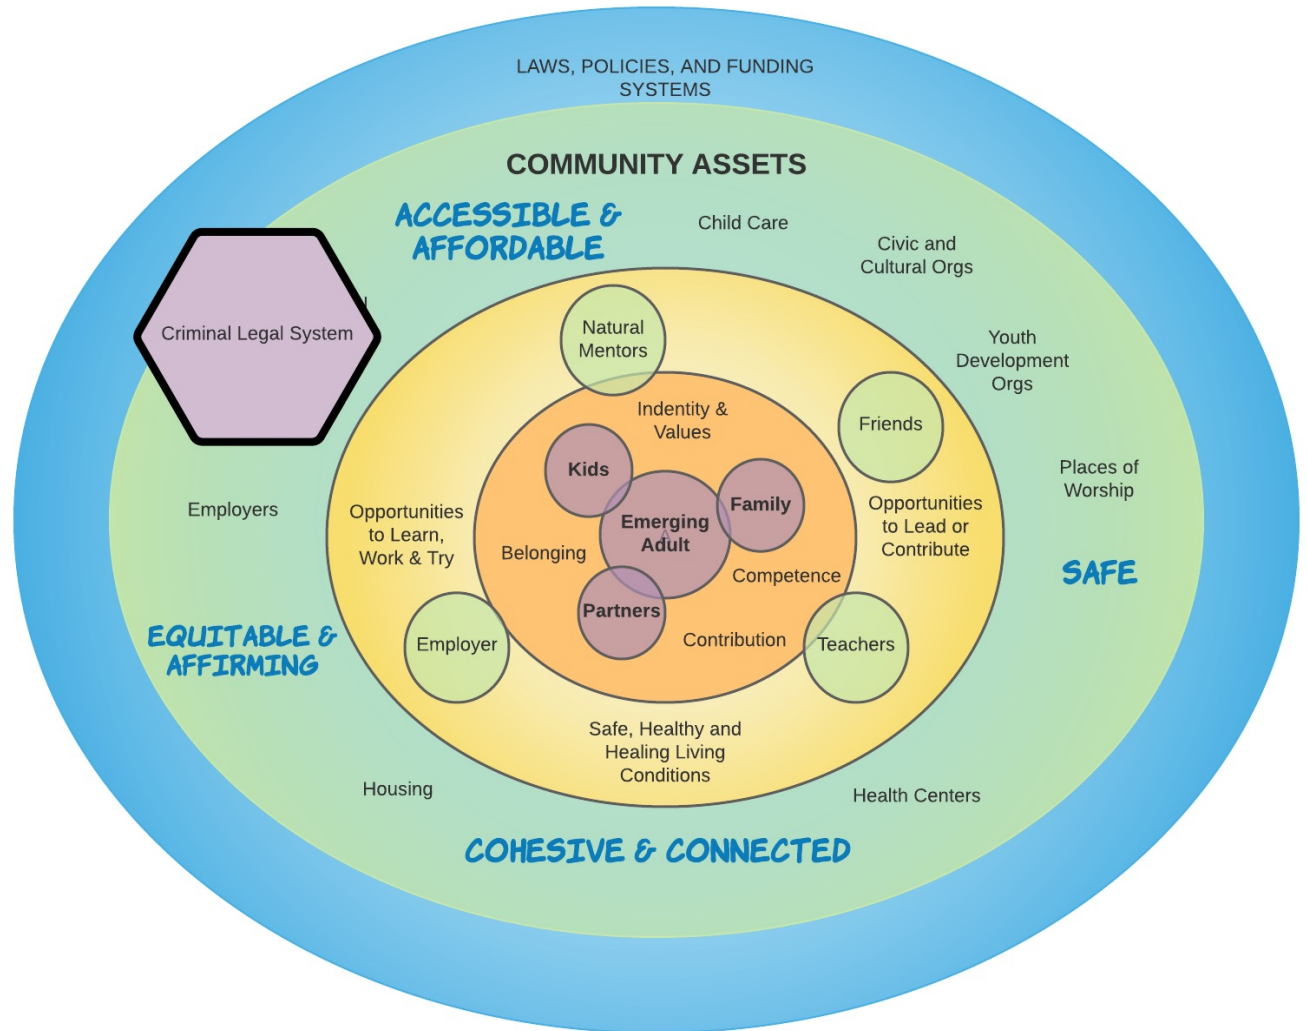 LAWS, POLICIES, AND FUNDING
SYSTEMS
COMMUNITY ASSETS
ACCESSIBLE &
AFFORDABLE
Child Care
Civic and
Cultural Orgs
Criminal Legal System
Natural
Mentors
Youth
Development
Orgs
Friends
Indentity &
Values
Kids
Family
Emerging
Adult
Places of
Worship
Employers
Opportunities
to Learn,
Work & Try
Opportunities
to Lead or
Contribute
Belonging
Competence
SAFE
Partners
Contribution
EQUITABLE &
AFFIRMING
Employer
Teachers
Safe, Healthy and
Healing Living
Conditions
Housing
Health Centers
COHESIVE & CONNECTED